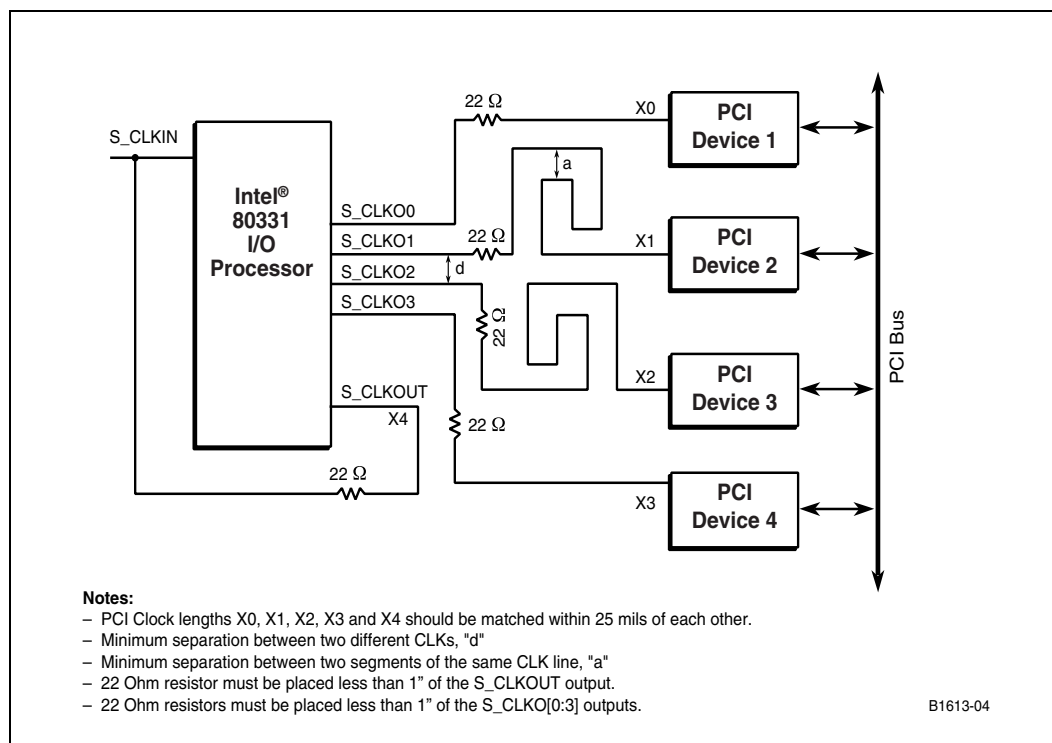 22 Ω
X0
PCI
Device 1
S_CLKIN
a
Intel®
80331
I/O
Processor
S_CLKO0
S_CLKO1
22 Ω
X1
PCI
Device 2
S_CLKO2
d
S_CLKO3
22 Ω
PCI Bus
X2
PCI
Device 3
S_CLKOUT
X4
22 Ω
22 Ω
X3
PCI
Device 4
Notes:
– PCI Clock lengths X0, X1, X2, X3 and X4 should be matched within 25 mils of each other.
– Minimum separation between two different CLKs, "d"
– Minimum separation between two segments of the same CLK line, "a"
– 22 Ohm resistor must be placed less than 1” of the S_CLKOUT output.
– 22 Ohm resistors must be placed less than 1” of the S_CLKO[0:3] outputs.
B1613-04